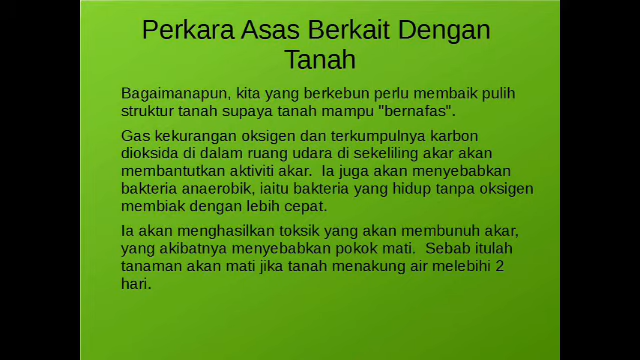 Perkara Asas Berkait Dengan
Tanah
Bagaimanapun, kita yang berkebun perlu membaik pulih
struktur tanah supaya tanah mampu "bernafas".
Gas kekurangan oksigen dan terkumpulnya karbon
dioksida di dalam ruang udara di sekeliling akar akan
membantutkan aktiviti akar.  Ia juga akan menyebabkan
bakteria anaerobik, iaitu bakteria yang hidup tanpa oksigen
membiak dengan lebih cepat.
Ia akan menghasilkan toksik yang akan membunuh akar,
yang akibatnya menyebabkan pokok mati.  Sebab itulah
tanaman akan mati jika tanah menakung air melebihi 2
hari.